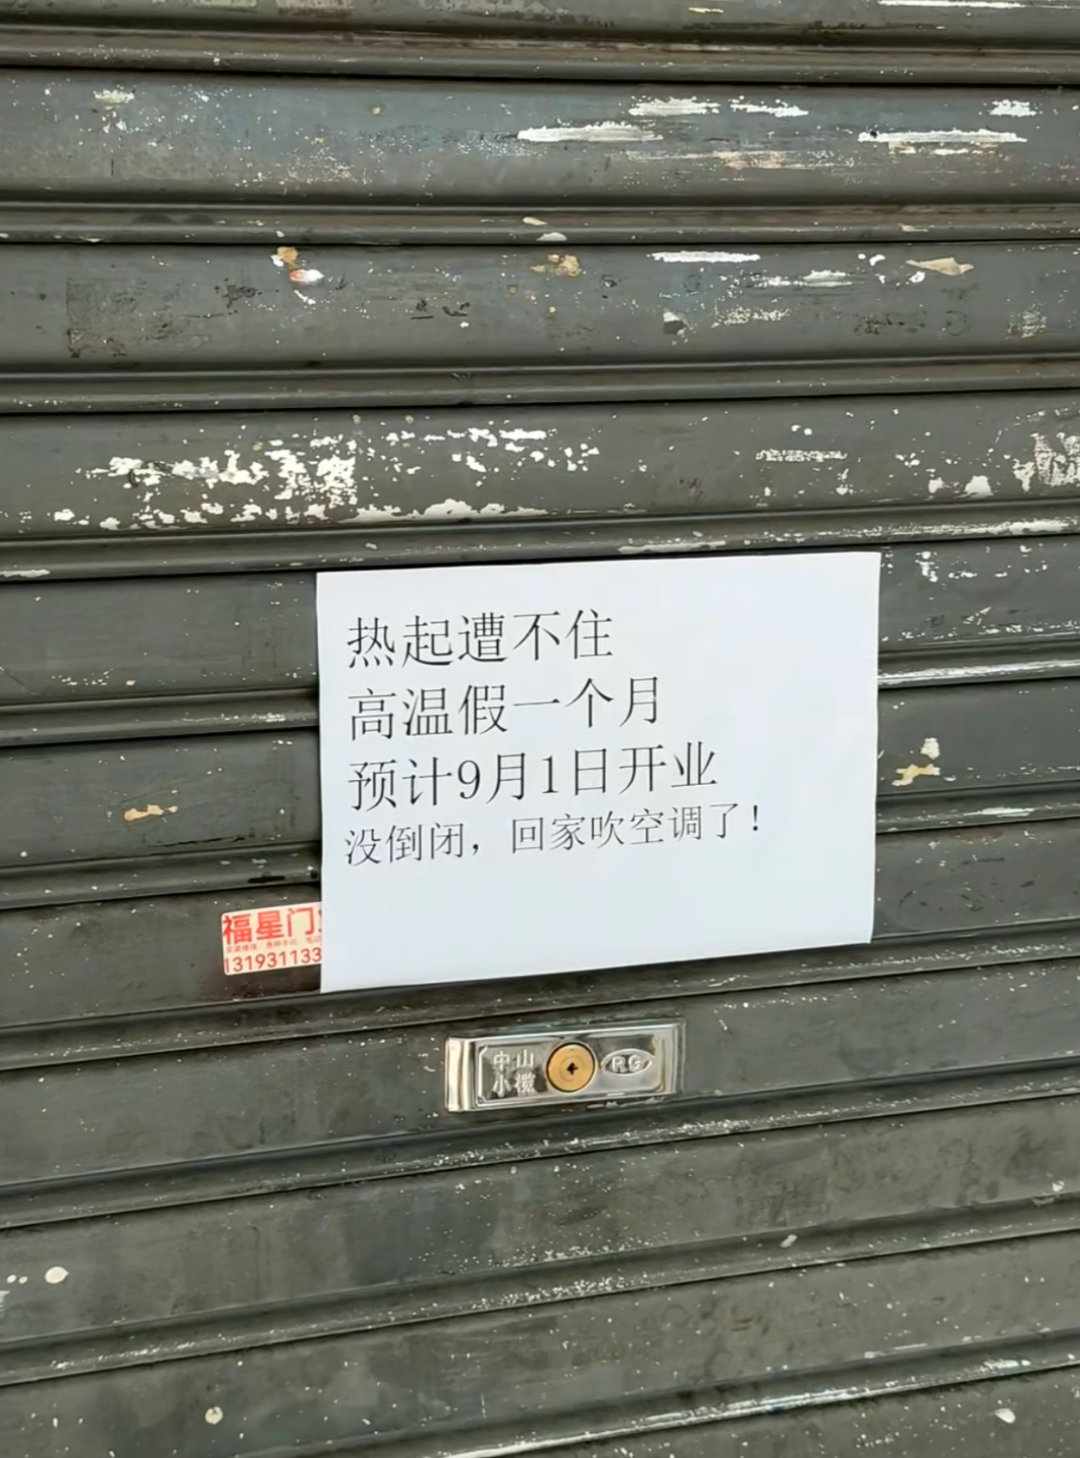 热起遭不住
高温假一个月
预计9月1日开业
没倒闭，回家吹空调了！
福星门
131931133
中山
小榄
RG